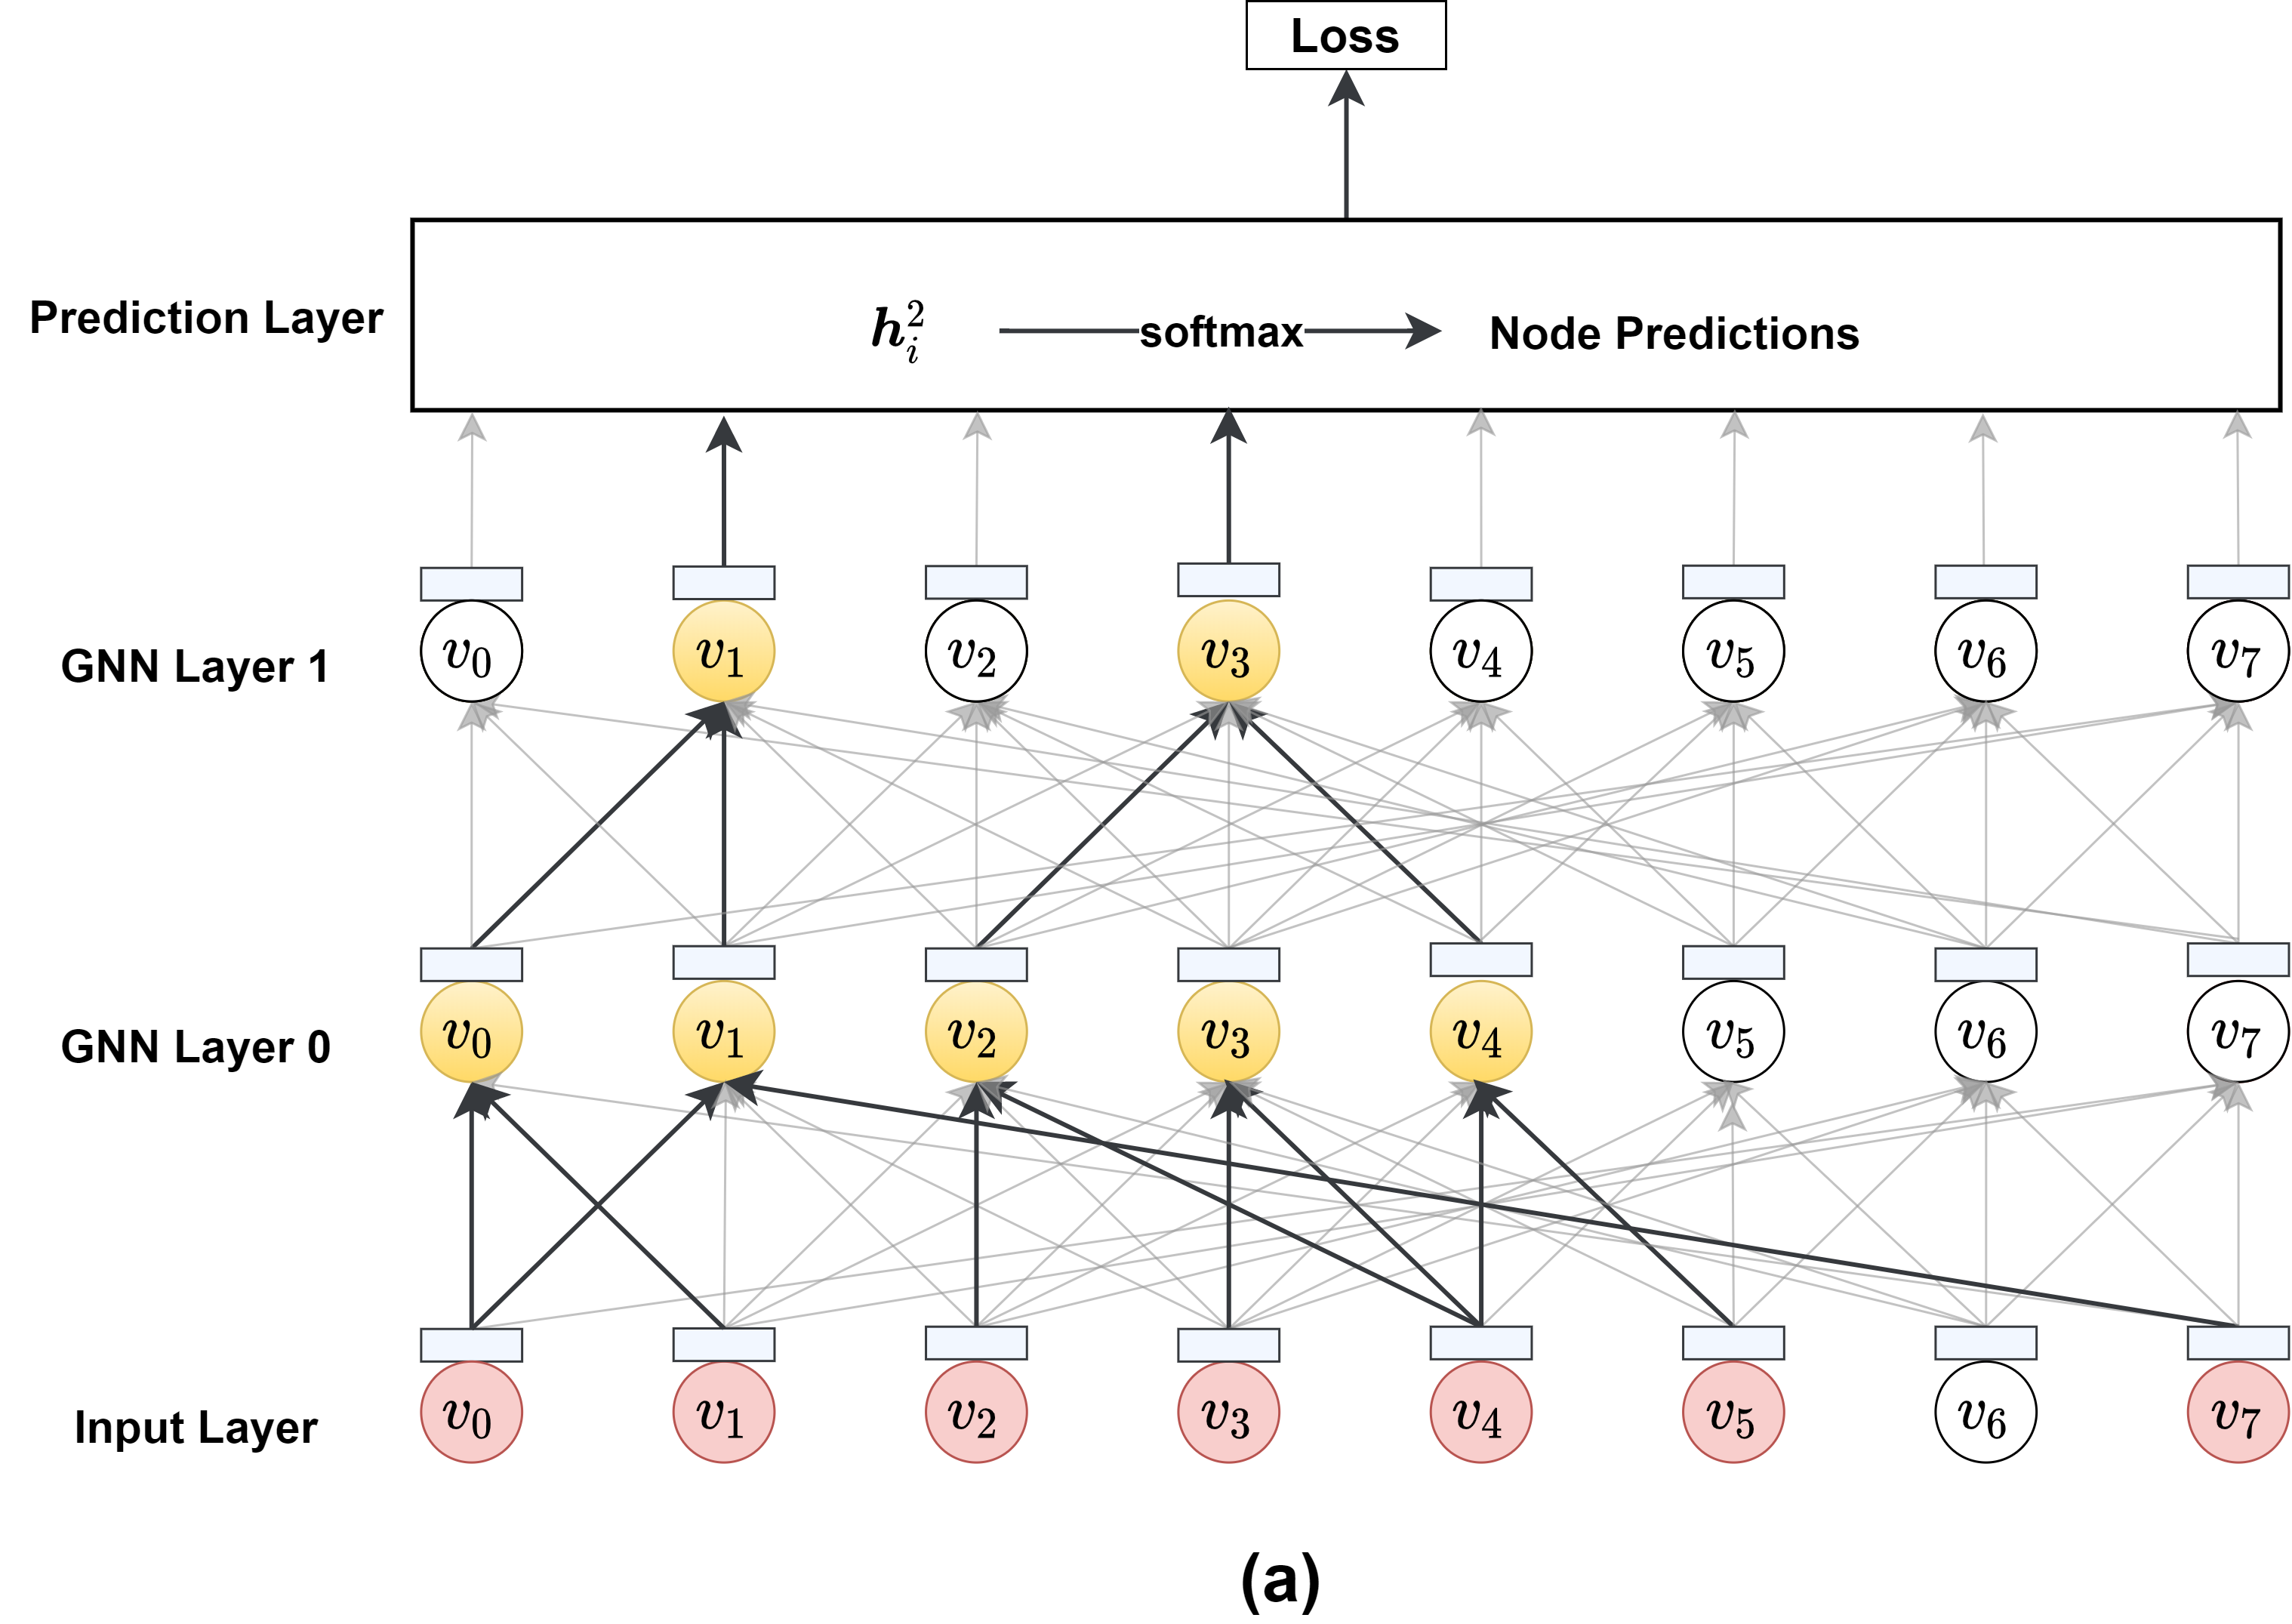 Loss
Prediction Layer
h_i^2 softmax Node Predictions
GNN Layer 1
v_0 v_1 v_2 v_3 v_4 v_5 v_6 v_7
GNN Layer 0
v_0 v_1 v_2 v_3 v_4 v_5 v_6 v_7
Input Layer
v_0 v_1 v_2 v_3 v_4 v_5 v_6 v_7
(a)